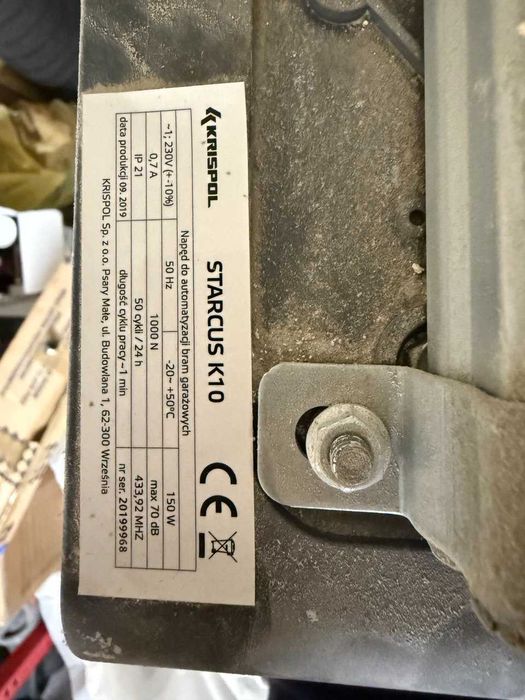 KRISPOL STARCUS K10 CE
Napęd do automatyzacji bram garażowych
~1; 230V (+-10%) 50 Hz -20~ +50°C 150 W
0,7 A 1000 N max 70 dB
IP 21 50 cykli / 24 h 433,92 MHZ
data produkcji 09. 2019 długość cyklu pracy ~1 min nr ser. 20199968
KRISPOL Sp. z o.o. Psary Małe, ul. Budowlana 1, 62-300 Września